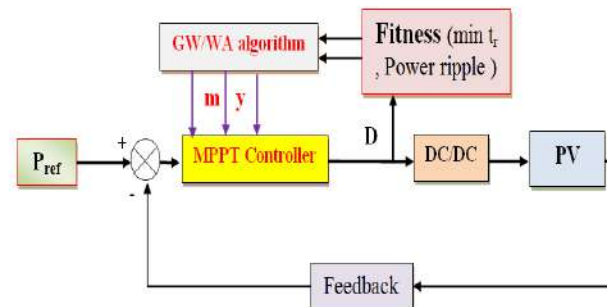 GW/WA algorithm
Fitness (min tr
, Power ripple )
m y
+
Pref
MPPT Controller
D
DC/DC
PV
-
Feedback